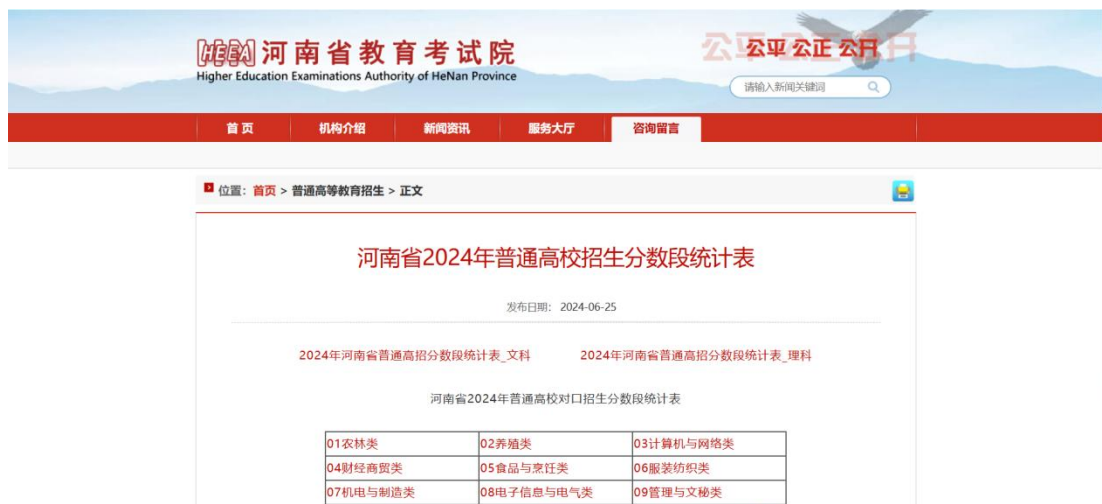 HEEA 河南省教育考试院
Higher Education Examinations Authority of HeNan Province
公平 公正 公开
请输入新闻关键词
首页 机构介绍 新闻资讯 服务大厅 咨询留言
位置：首页 > 普通高等教育招生 > 正文
河南省2024年普通高校招生分数段统计表
发布日期： 2024-06-25
2024年河南省普通高招分数段统计表_文科 2024年河南省普通高招分数段统计表_理科
河南省2024年普通高校对口招生分数段统计表
01农林类 02养殖类 03计算机与网络类
04财经商贸类 05食品与烹饪类 06服装纺织类
07机电与制造类 08电子信息与电气类 09管理与文秘类